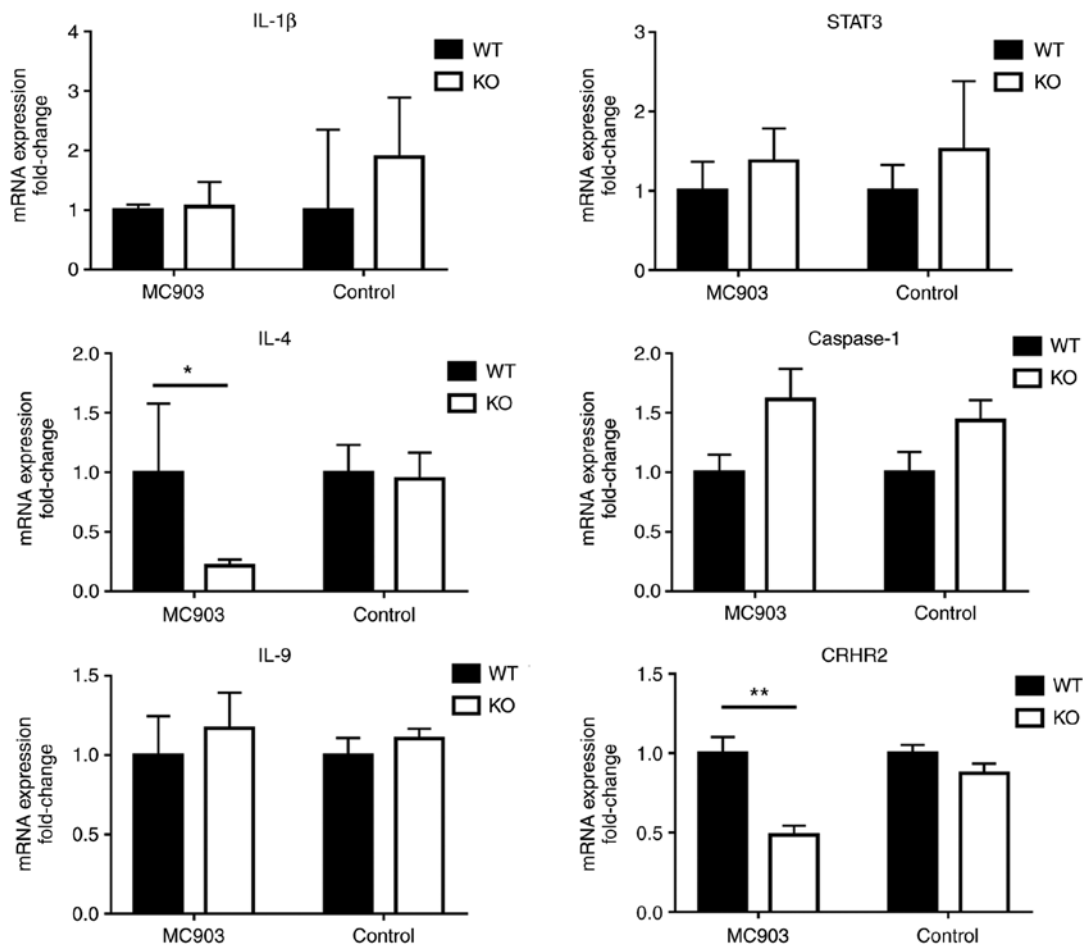 IL-1β
mRNA expression
fold-change
4
3
2
1
0
WT
KO
MC903
Control
STAT3
mRNA expression
fold-change
3
2
1
0
WT
KO
MC903
Control
IL-4
mRNA expression
fold-change
2.0
1.5
1.0
0.5
0.0
*
WT
KO
MC903
Control
Caspase-1
mRNA expression
fold-change
2.0
1.5
1.0
0.5
0.0
WT
KO
MC903
Control
IL-9
mRNA expression
fold-change
1.5
1.0
0.5
0.0
WT
KO
MC903
Control
CRHR2
mRNA expression
fold-change
1.5
1.0
0.5
0.0
**
WT
KO
MC903
Control